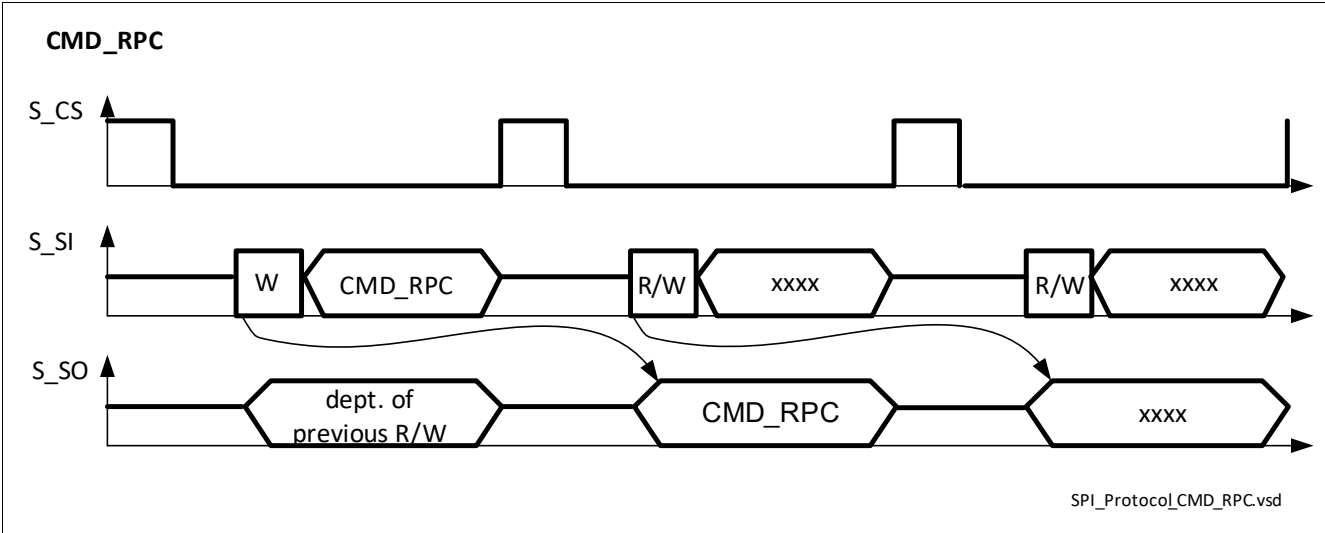 CMD_RPC
S_CS
S_SI
W
CMD_RPC
R/W
xxxx
R/W
xxxx
S_SO
dept. of
previous R/W
CMD_RPC
xxxx
SPI_Protocol_CMD_RPC.vsd